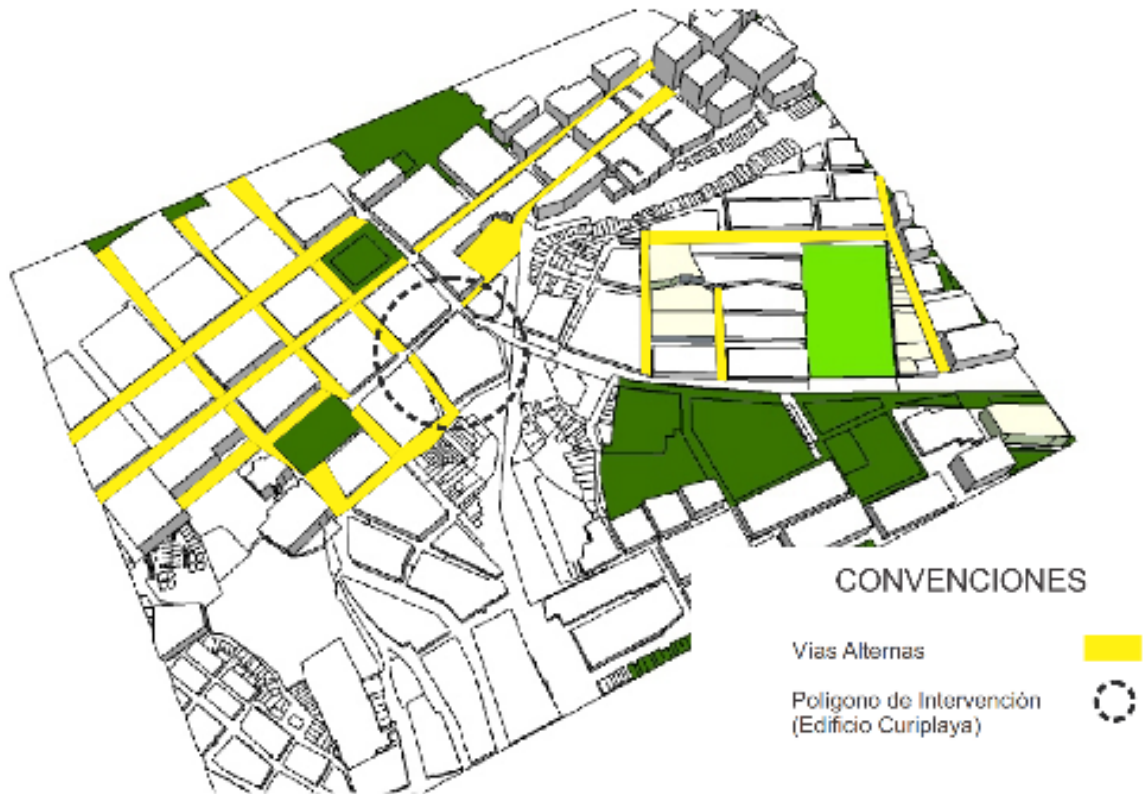 CONVENCIONES
Vias Alternas
Poligono de Intervención
(Edificio Curiplaya)